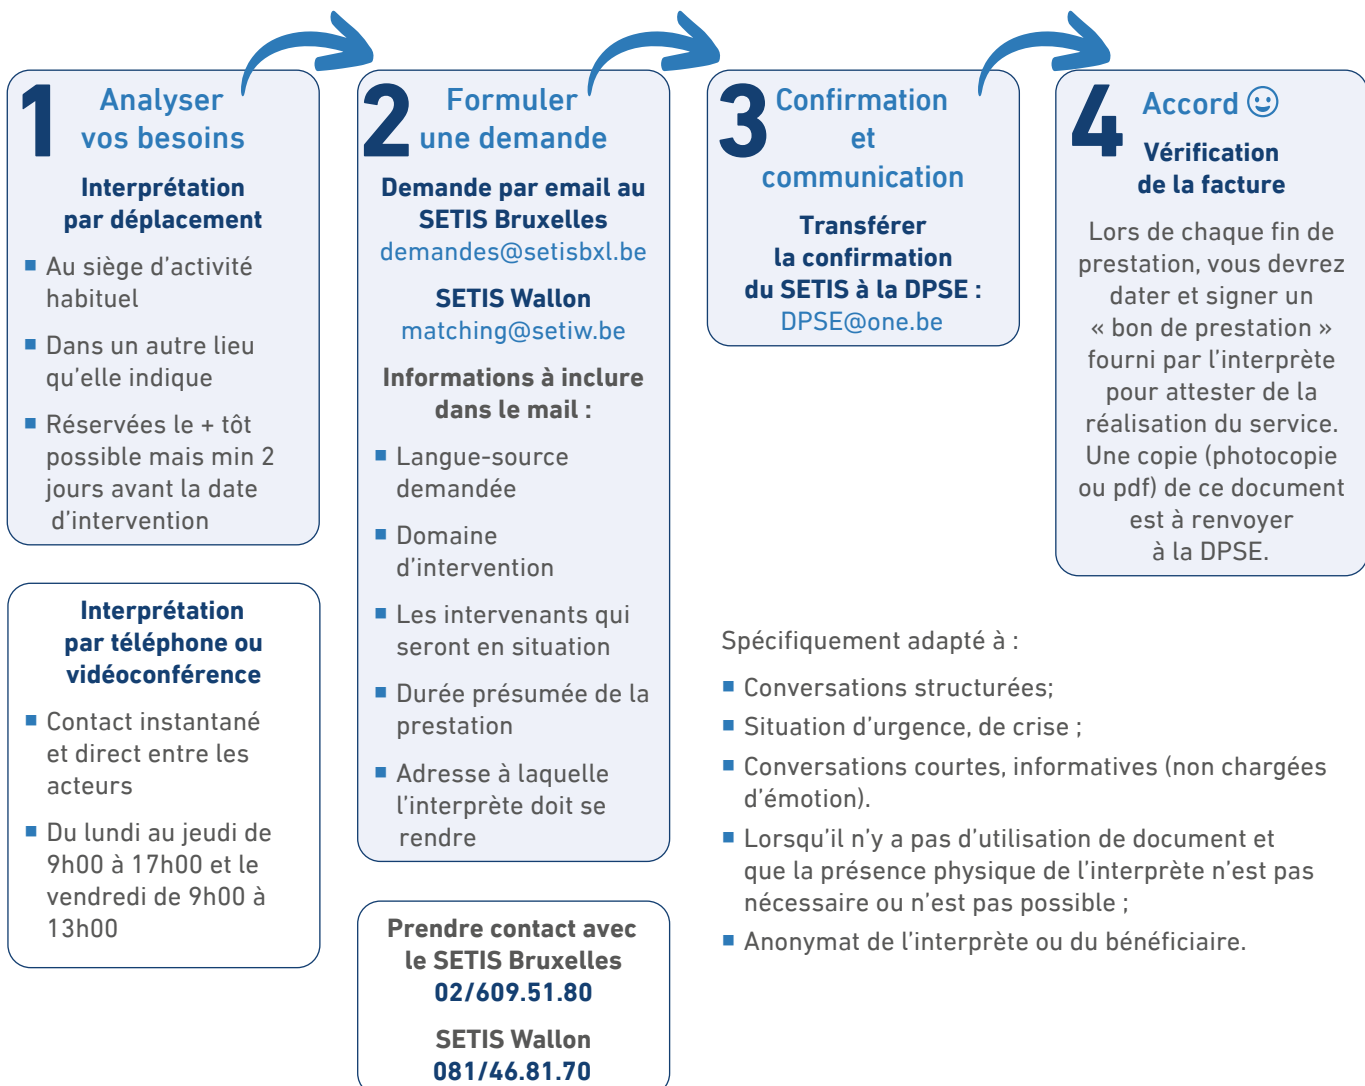 1
Analyser
vos besoins
Interprétation
par déplacement
Au siège d’activité
habituel
Dans un autre lieu
qu’elle indique
Réservées le + tôt
possible mais min 2
jours avant la date
d’intervention
Interprétation
par téléphone ou
vidéoconférence
Contact instantané
et direct entre les
acteurs
Du lundi au jeudi de
9h00 à 17h00 et le
vendredi de 9h00 à
13h00
2
Formuler
une demande
Demande par email au
SETIS Bruxelles
demandes@setisbxl.be
SETIS Wallon
matching@setiw.be
Informations à inclure
dans le mail :
Langue-source
demandée
Domaine
d’intervention
Les intervenants qui
seront en situation
Durée présumée de la
prestation
Adresse à laquelle
l’interprète doit se
rendre
Prendre contact avec
le SETIS Bruxelles
02/609.51.80
SETIS Wallon
081/46.81.70
3
Confirmation
et
communication
Transférer
la confirmation
du SETIS à la DPSE :
DPSE@one.be
4
Accord
Vérification
de la facture
Lors de chaque fin de
prestation, vous devrez
dater et signer un
« bon de prestation »
fourni par l’interprète
pour attester de la
réalisation du service.
Une copie (photocopie
ou pdf) de ce document
est à renvoyer
à la DPSE.
Spécifiquement adapté à :
Conversations structurées;
Situation d’urgence, de crise ;
Conversations courtes, informatives (non chargées
d’émotion).
Lorsqu’il n’y a pas d’utilisation de document et
que la présence physique de l’interprète n’est pas
nécessaire ou n’est pas possible ;
Anonymat de l’interprète ou du bénéficiaire.